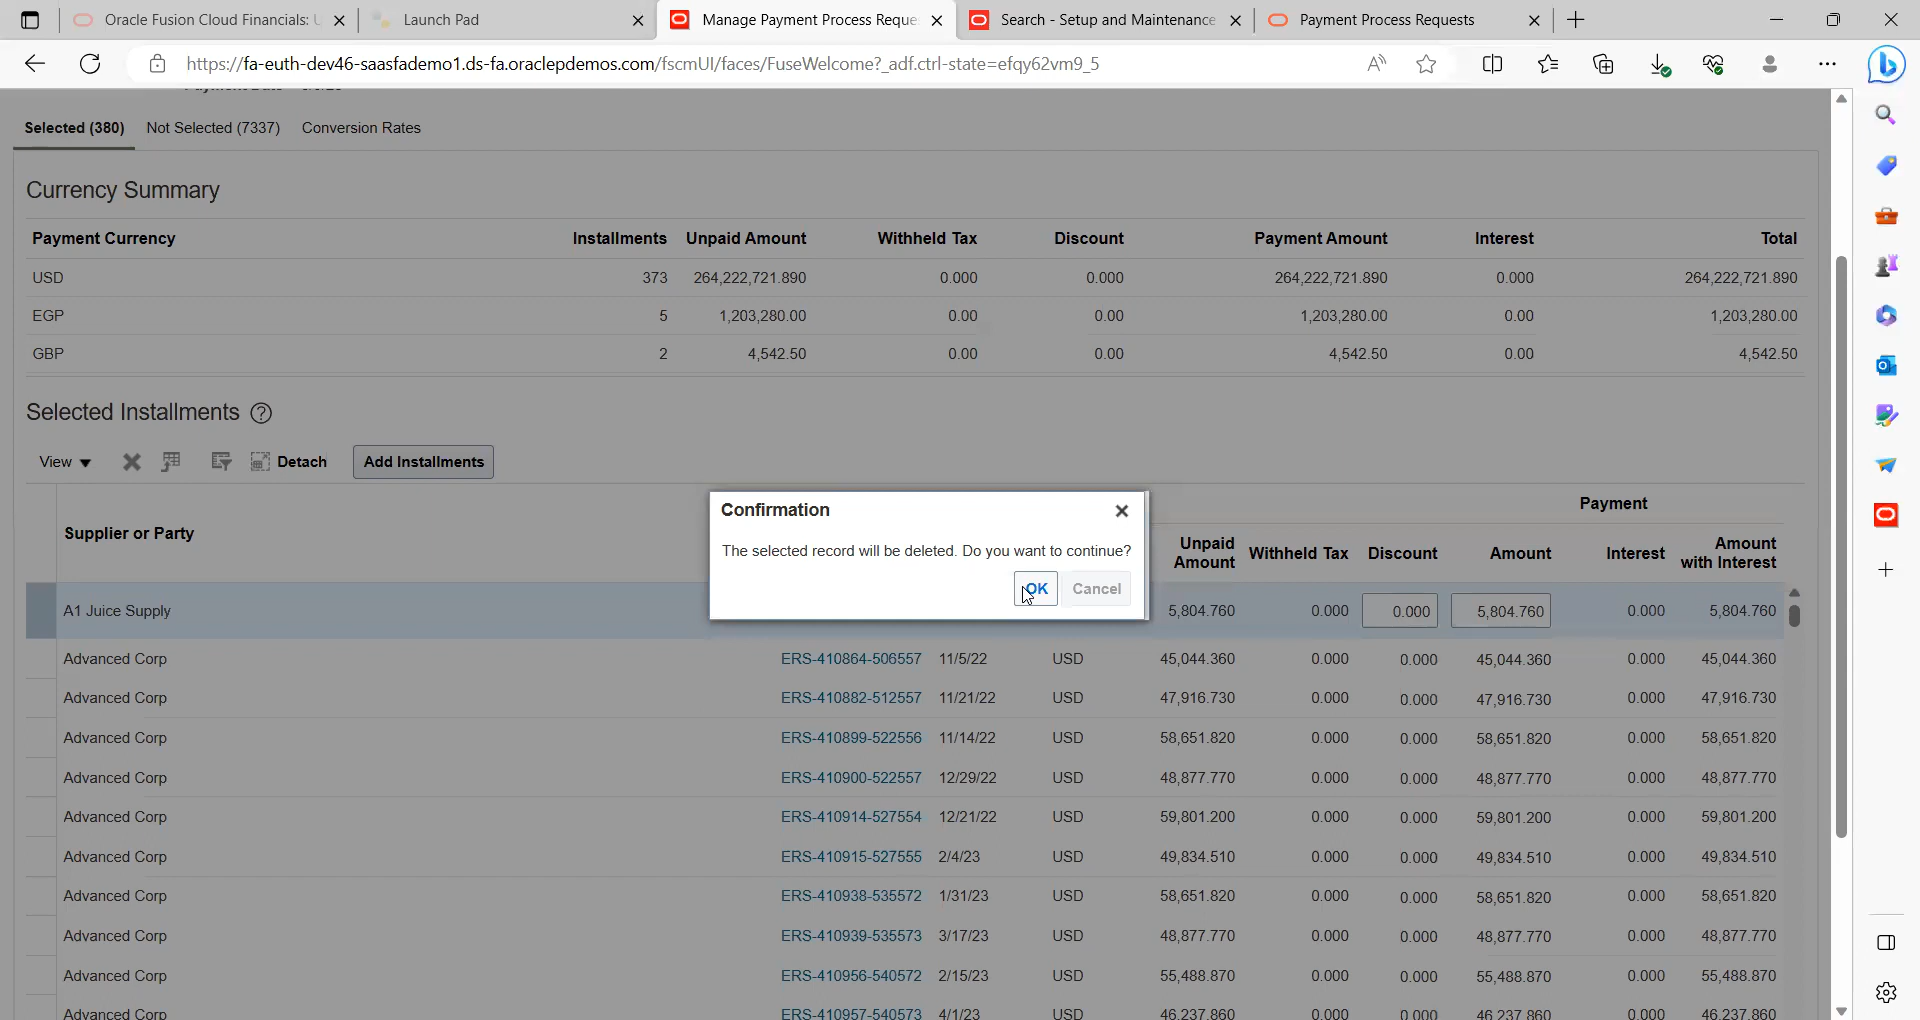 Oracle Fusion Cloud Financials: U
Launch Pad
Manage Payment Process Reque
Search - Setup and Maintenance
Payment Process Requests
https://fa-euth-dev46-saasfademo1.ds-fa.oraclepdemos.com/fscmUI/faces/FuseWelcome?_adf.ctrl-state=efqy62vm9_5
Selected (380) Not Selected (7337) Conversion Rates
Currency Summary
Payment Currency Installments Unpaid Amount Withheld Tax Discount Payment Amount Interest Total
USD 373 264,222,721.890 0.000 0.000 264,222,721.890 0.000 264,222,721.890
EGP 5 1,203,280.00 0.00 0.00 1,203,280.00 0.00 1,203,280.00
GBP 2 4,542.50 0.00 0.00 4,542.50 0.00 4,542.50
Selected Installments ?
View Detach Add Installments
Confirmation
The selected record will be deleted. Do you want to continue?
OK Cancel
Payment
Supplier or Party Unpaid Amount Withheld Tax Discount Amount Interest Amount with Interest
A1 Juice Supply 5,804.760 0.000 0.000 5,804.760 0.000 5,804.760
Advanced Corp ERS-410864-506557 11/5/22 USD 45,044.360 0.000 0.000 45,044.360 0.000 45,044.360
Advanced Corp ERS-410882-512557 11/21/22 USD 47,916.730 0.000 0.000 47,916.730 0.000 47,916.730
Advanced Corp ERS-410899-522556 11/14/22 USD 58,651.820 0.000 0.000 58,651.820 0.000 58,651.820
Advanced Corp ERS-410900-522557 12/29/22 USD 48,877.770 0.000 0.000 48,877.770 0.000 48,877.770
Advanced Corp ERS-410914-527554 12/21/22 USD 59,801.200 0.000 0.000 59,801.200 0.000 59,801.200
Advanced Corp ERS-410915-527555 2/4/23 USD 49,834.510 0.000 0.000 49,834.510 0.000 49,834.510
Advanced Corp ERS-410938-535572 1/31/23 USD 58,651.820 0.000 0.000 58,651.820 0.000 58,651.820
Advanced Corp ERS-410939-535573 3/17/23 USD 48,877.770 0.000 0.000 48,877.770 0.000 48,877.770
Advanced Corp ERS-410956-540572 2/15/23 USD 55,488.870 0.000 0.000 55,488.870 0.000 55,488.870
Advanced Corp ERS-410957-540573 4/1/23 USD 46,237.860 0.000 0.000 46,237.860 0.000 46,237.860